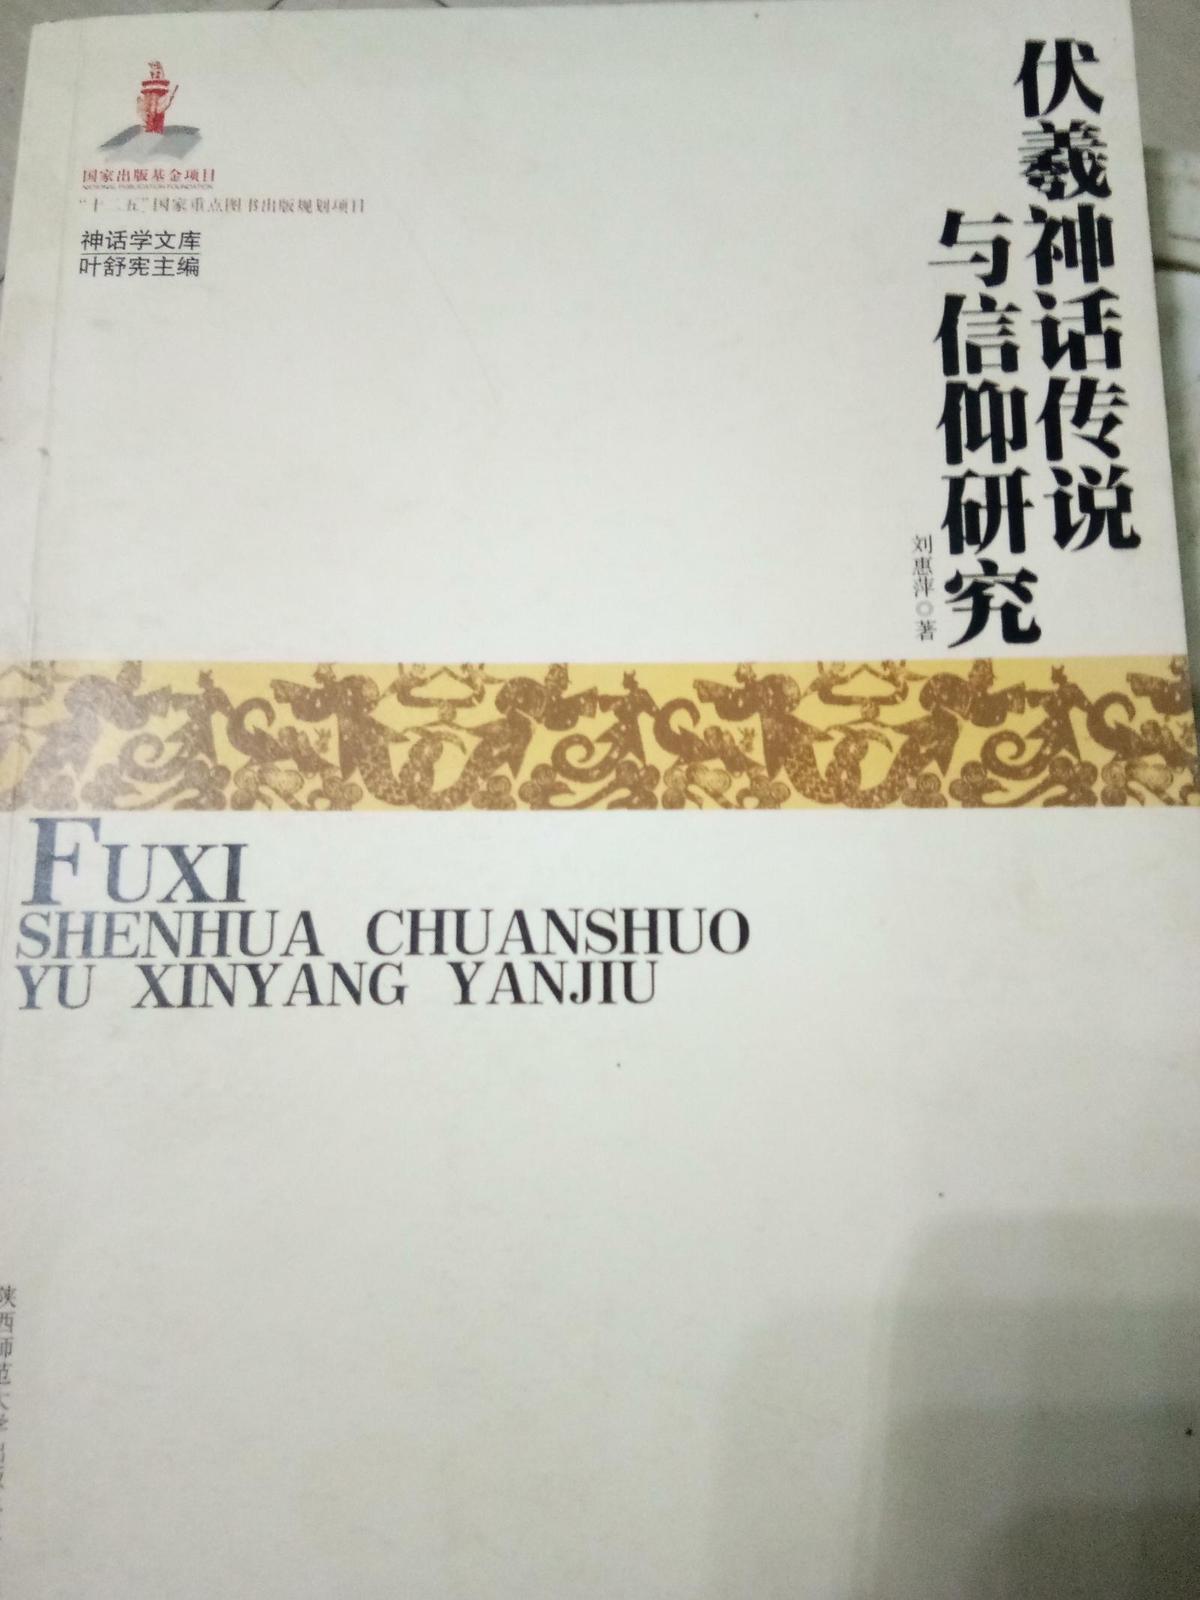 国家出版基金项目
NATIONAL PUBLICATION FOUNDATION
“十二五”国家重点图书出版规划项目
神话学文库
叶舒宪主编
伏羲神话传说
与信仰研究
刘惠萍◎著
FUXI
SHENHUA CHUANSHUO
YU XINYANG YANJIU
陕西师范大学出版